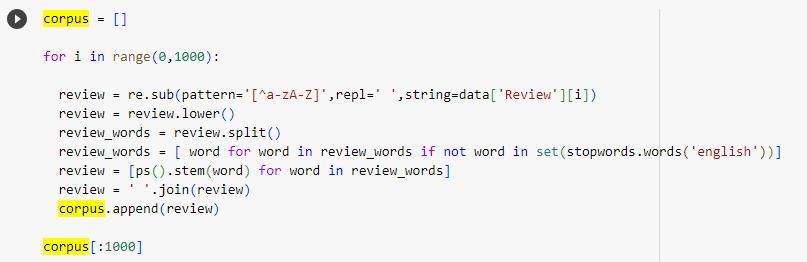 corpus = []
for i in range(0,1000):
review = re.sub(pattern='[^a-zA-Z]',repl=' ',string=data['Review'][i])
review = review.lower()
review_words = review.split()
review_words = [ word for word in review_words if not word in set(stopwords.words('english'))]
review = [ps().stem(word) for word in review_words]
review = ' '.join(review)
corpus.append(review)
corpus[:1000]